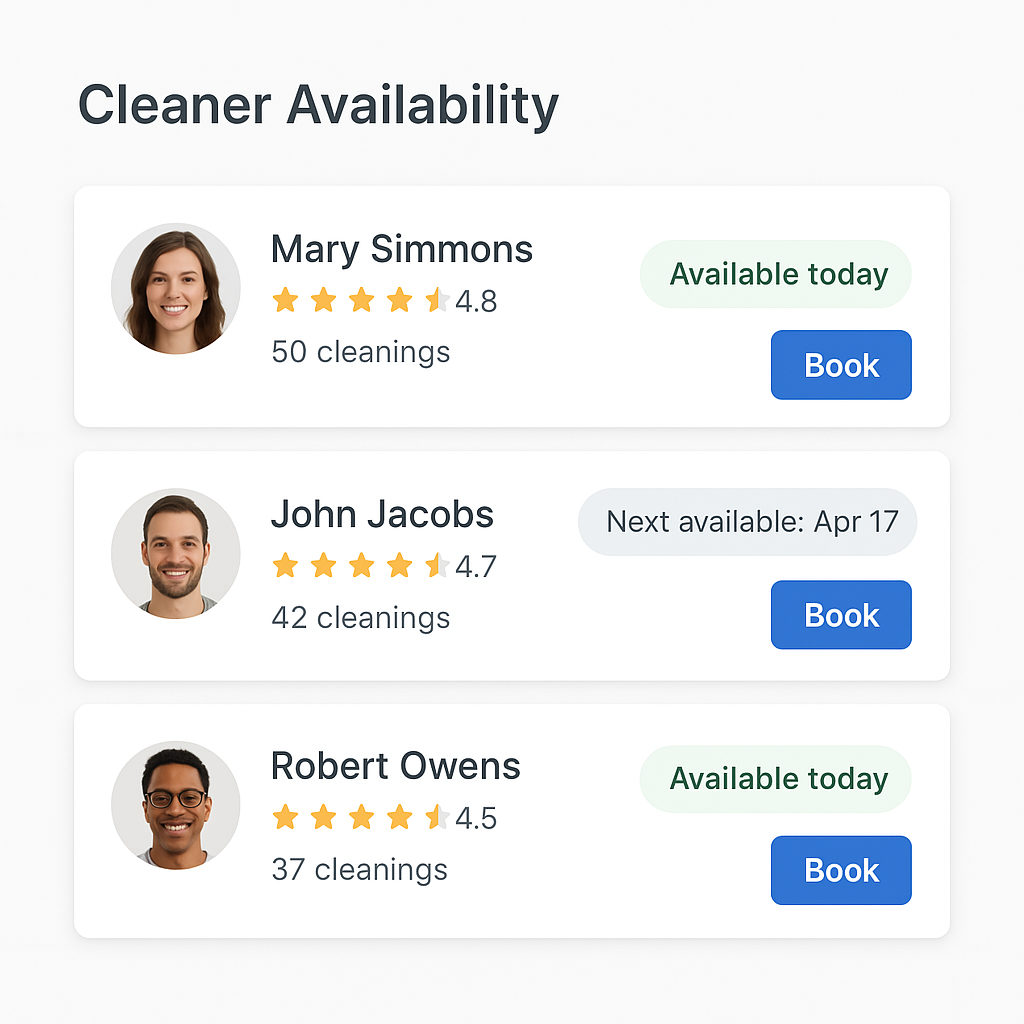 Cleaner Availability
Mary Simmons
4.8
50 cleanings
Available today
Book
John Jacobs
4.7
42 cleanings
Next available: Apr 17
Book
Robert Owens
4.5
37 cleanings
Available today
Book